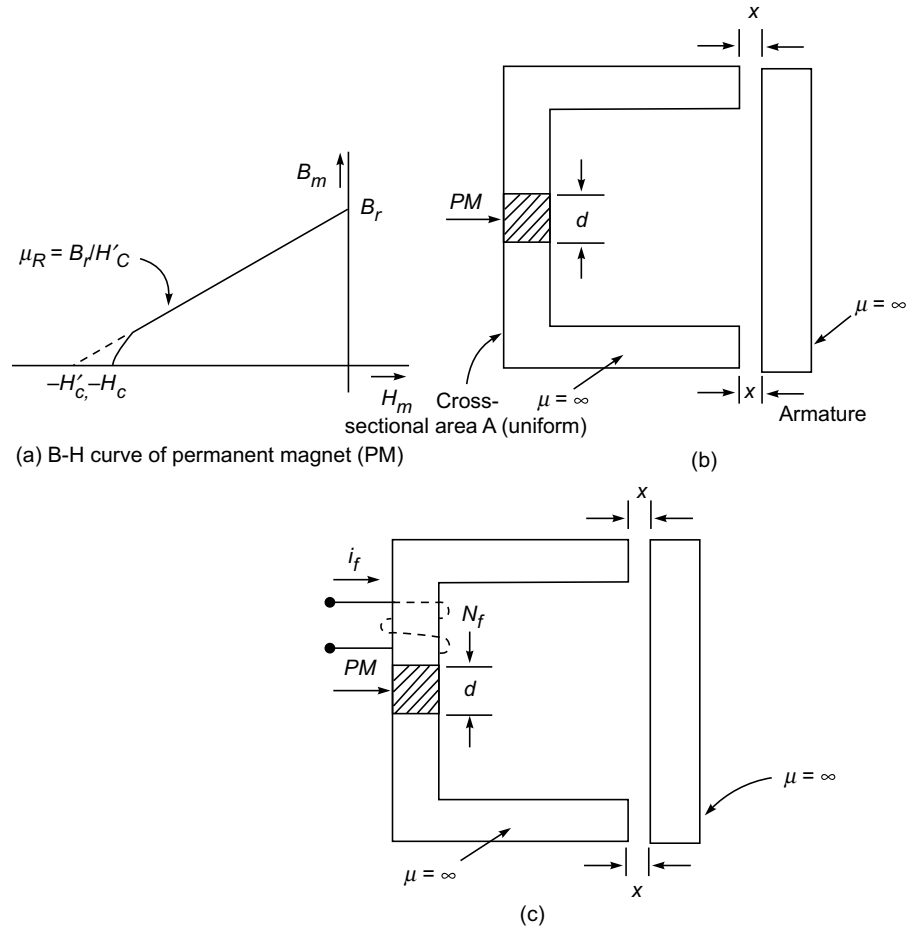 x
B_m
B_r
μ_R = B_r/H'_C
–H'_c, –H_c
H_m
(a) B-H curve of permanent magnet (PM)
PM
d
μ = ∞
Cross-
sectional area A (uniform)
μ = ∞
x
Armature
(b)
x
i_f
N_f
PM
d
μ = ∞
μ = ∞
x
(c)